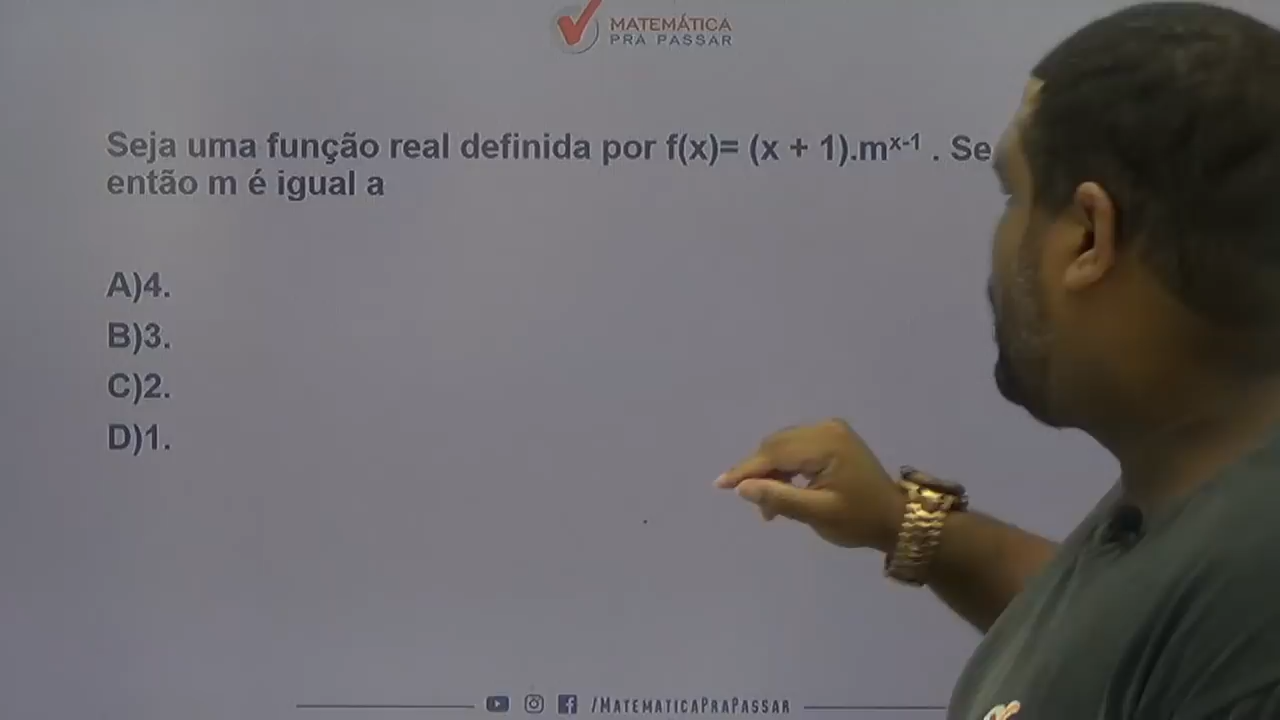 MATEMÁTICA
PRA PASSAR
Seja uma função real definida por f(x)= (x + 1).mˣ⁻¹ . Se
então m é igual a
A)4.
B)3.
C)2.
D)1.
/MATEMATICAPRAPASSAR